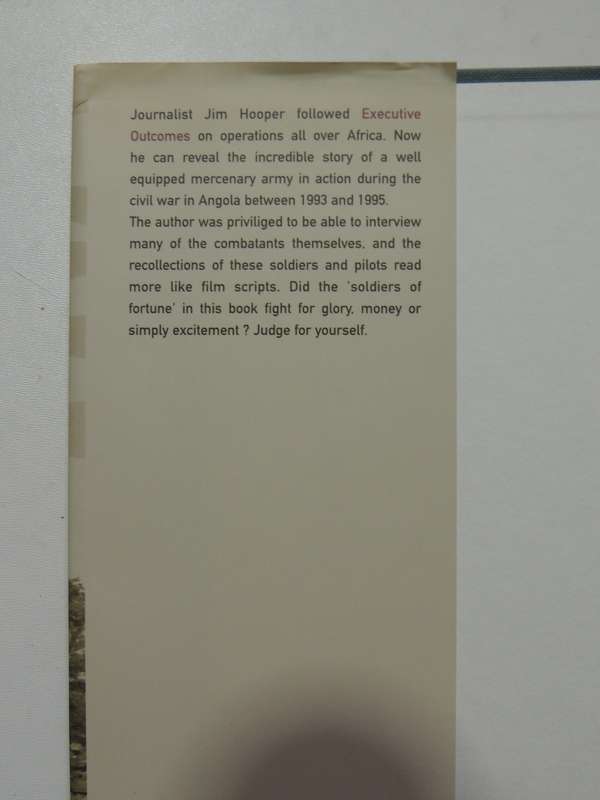 Journalist Jim Hooper followed Executive
Outcomes on operations all over Africa. Now
he can reveal the incredible story of a well
equipped mercenary army in action during the
civil war in Angola between 1993 and 1995.
The author was priviliged to be able to interview
many of the combatants themselves, and the
recollections of these soldiers and pilots read
more like film scripts. Did the 'soldiers of
fortune' in this book fight for glory, money or
simply excitement ? Judge for yourself.